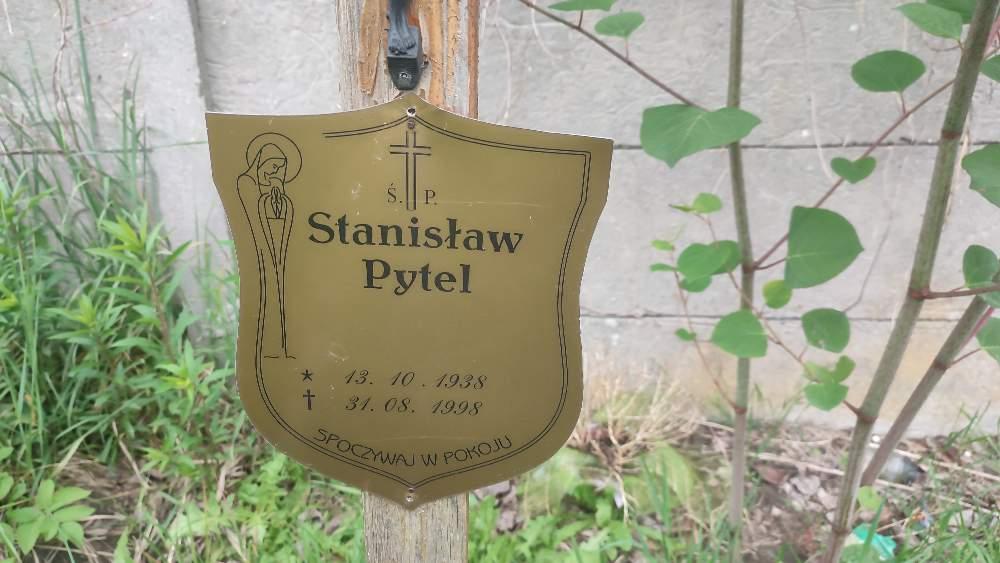 Ś. P.
Stanisław
Pytel
* 13. 10. 1938
† 31. 08. 1998
SPOCZYWAJ W POKOJU